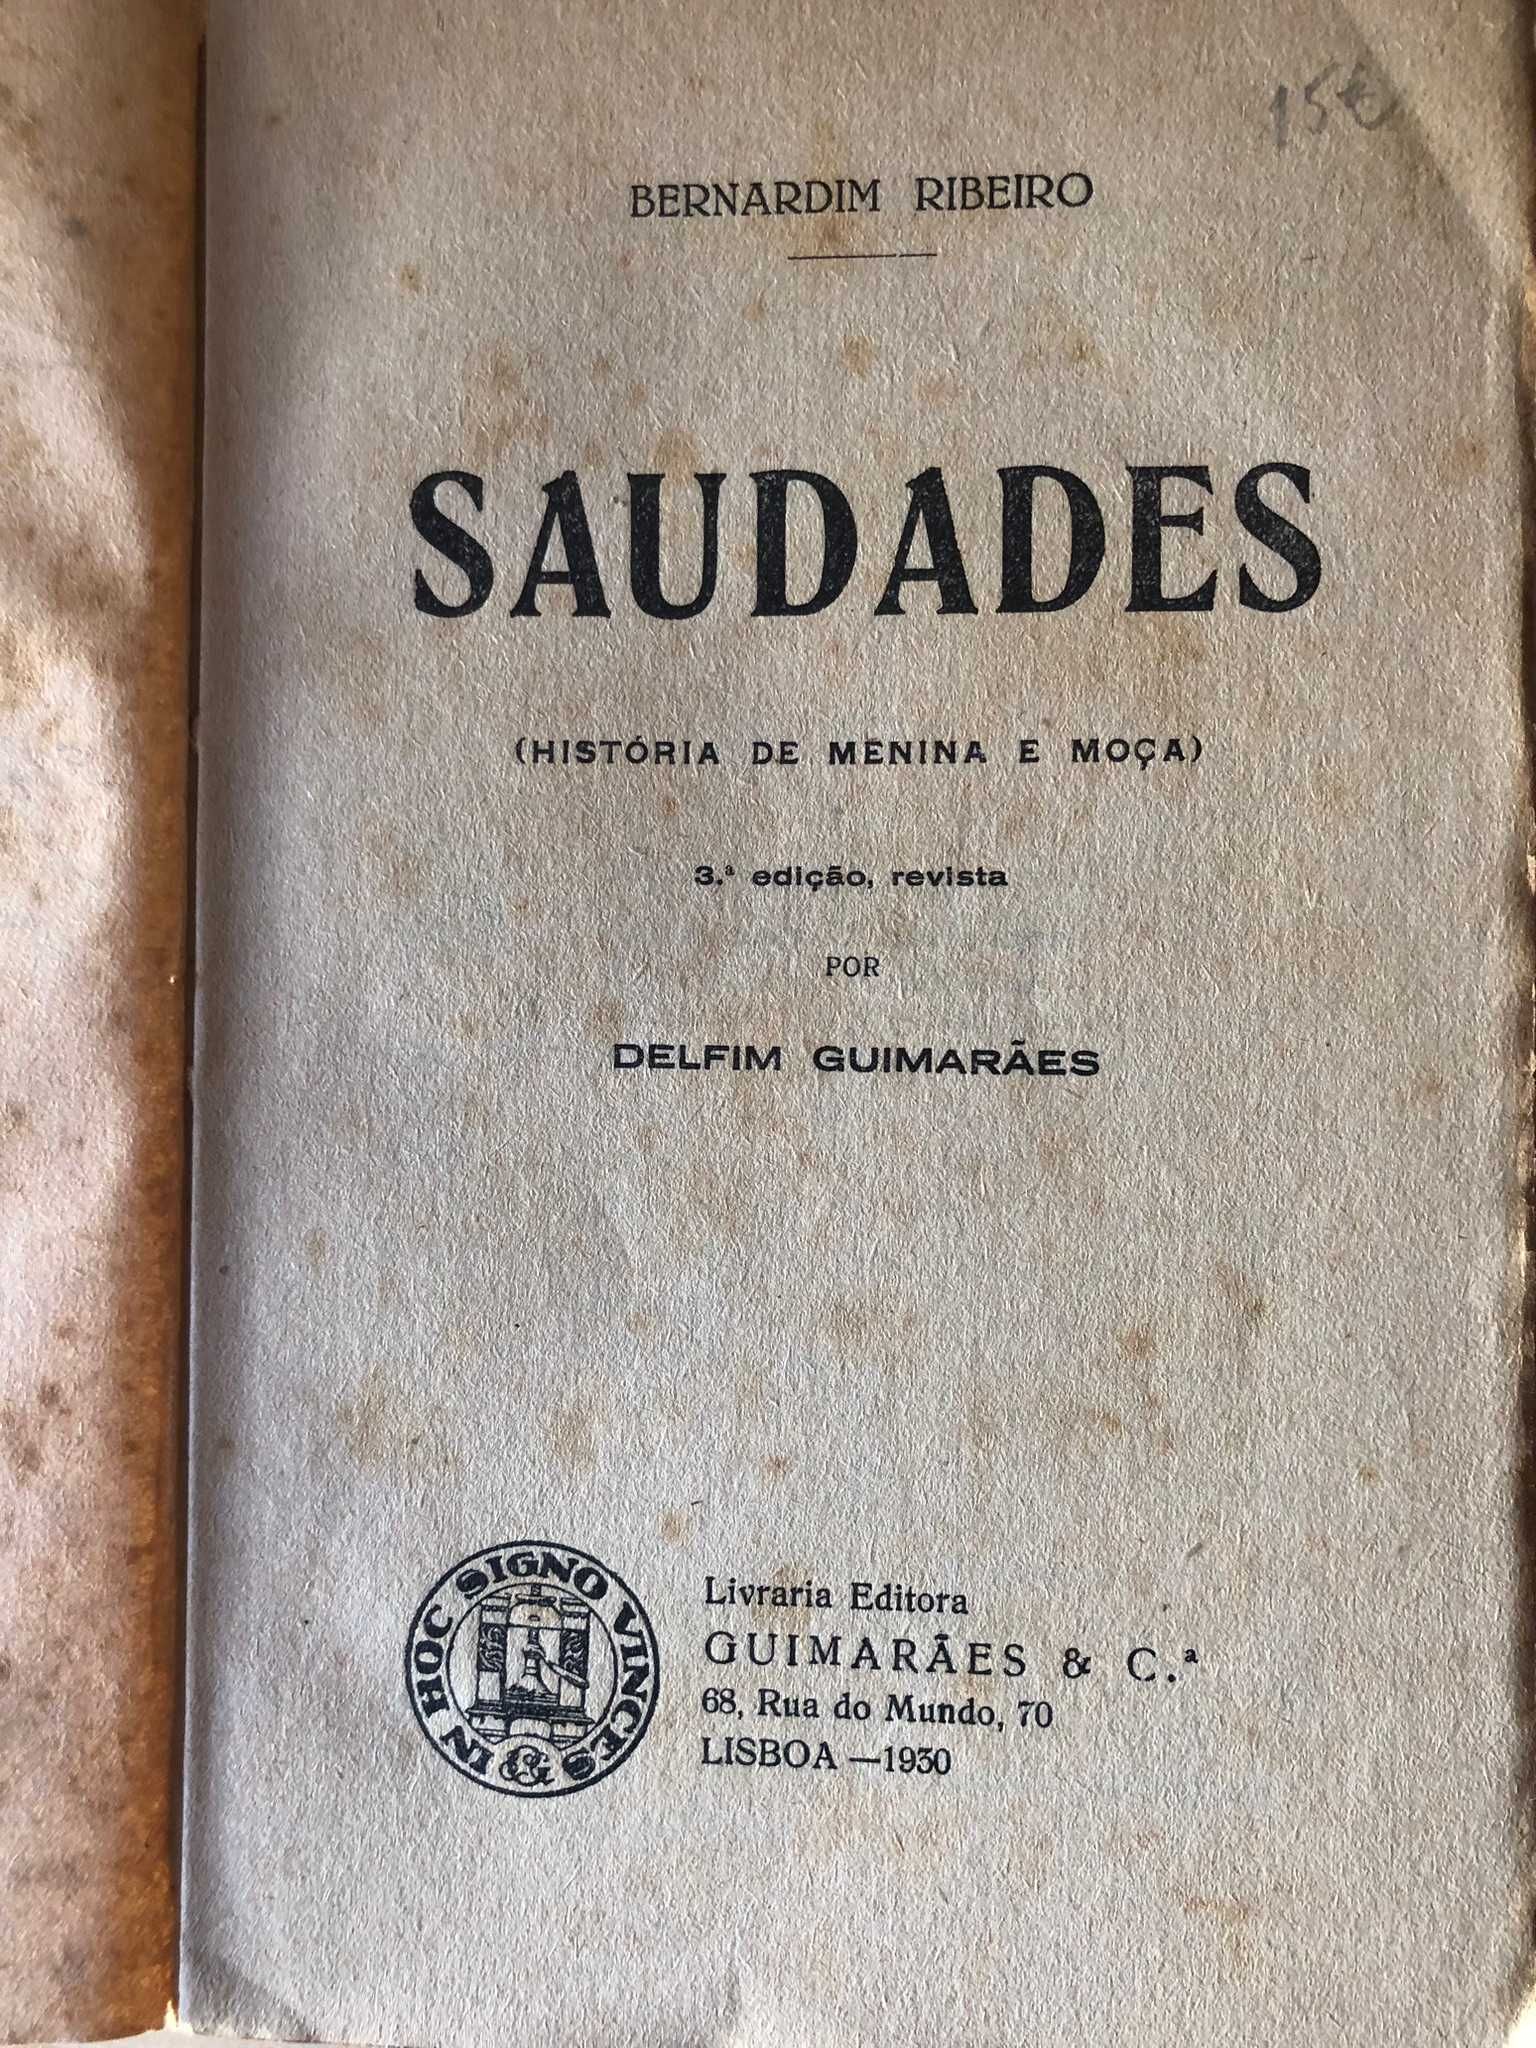 15€
BERNARDIM RIBEIRO
SAUDADES
(HISTÓRIA DE MENINA E MOÇA)
3.ª edição, revista
POR
DELFIM GUIMARÃES
IN HOC SIGNO VINCES
G
Livraria Editora
GUIMARÃES & C.ª
68, Rua do Mundo, 70
LISBOA —1930